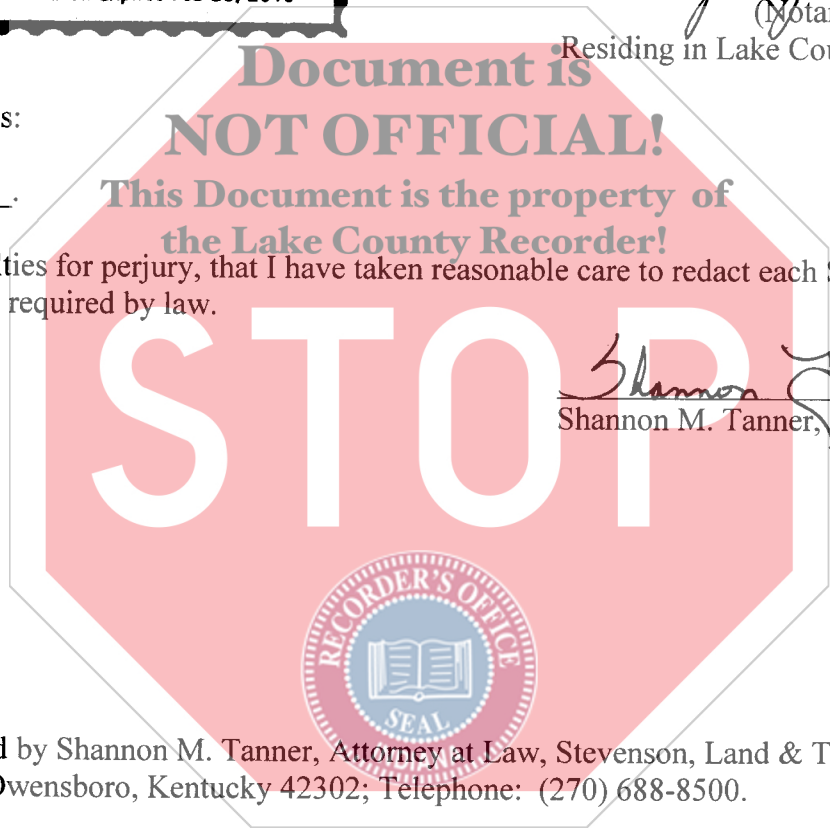 (Notar
Residing in Lake Cou
Document is
NOT OFFICIAL!
s:
This Document is the property of
the Lake County Recorder!
ties for perjury, that I have taken reasonable care to redact each S
required by law.
STOP
Shannon
Shannon M. Tanner,
RECORDER'S OFFICE
SEAL
d by Shannon M. Tanner, Attorney at Law, Stevenson, Land & T
Owensboro, Kentucky 42302; Telephone: (270) 688-8500.